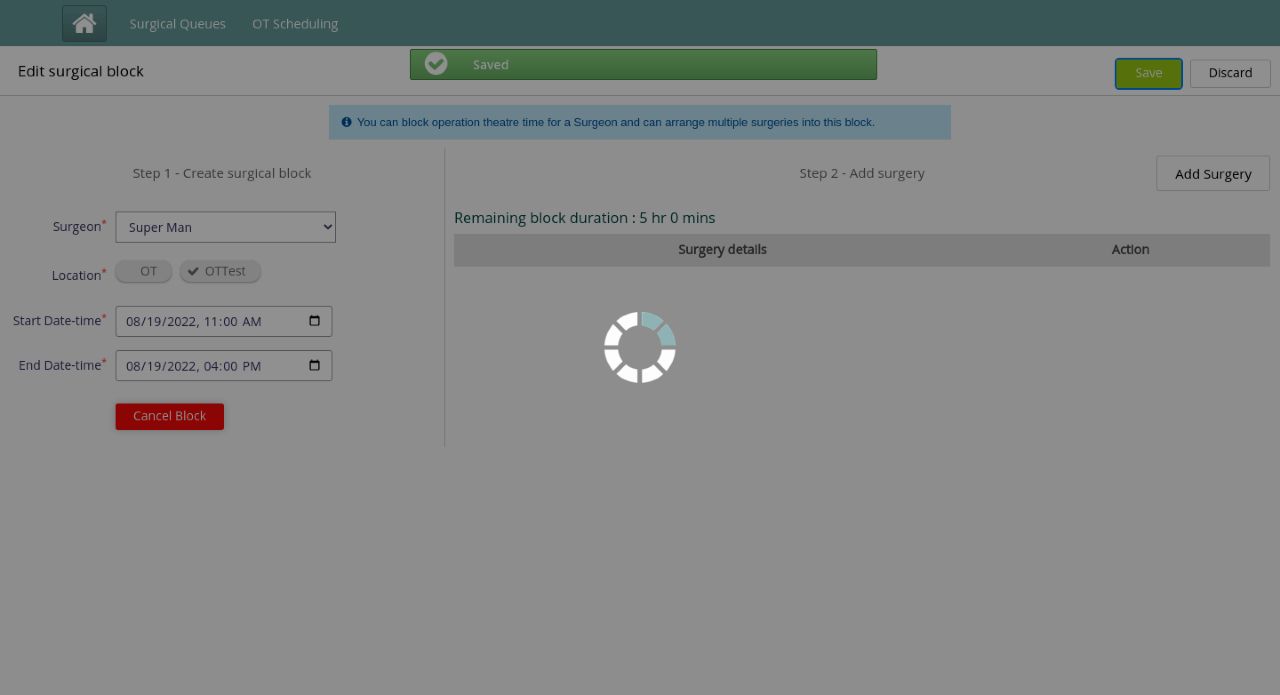 Surgical Queues OT Scheduling
Edit surgical block
Saved
Save Discard
You can block operation theatre time for a Surgeon and can arrange multiple surgeries into this block.
Step 1 - Create surgical block
Surgeon* Super Man
Location* OT OTTest
Start Date-time* 08/19/2022, 11:00 AM
End Date-time* 08/19/2022, 04:00 PM
Cancel Block
Step 2 - Add surgery
Add Surgery
Remaining block duration : 5 hr 0 mins
Surgery details Action